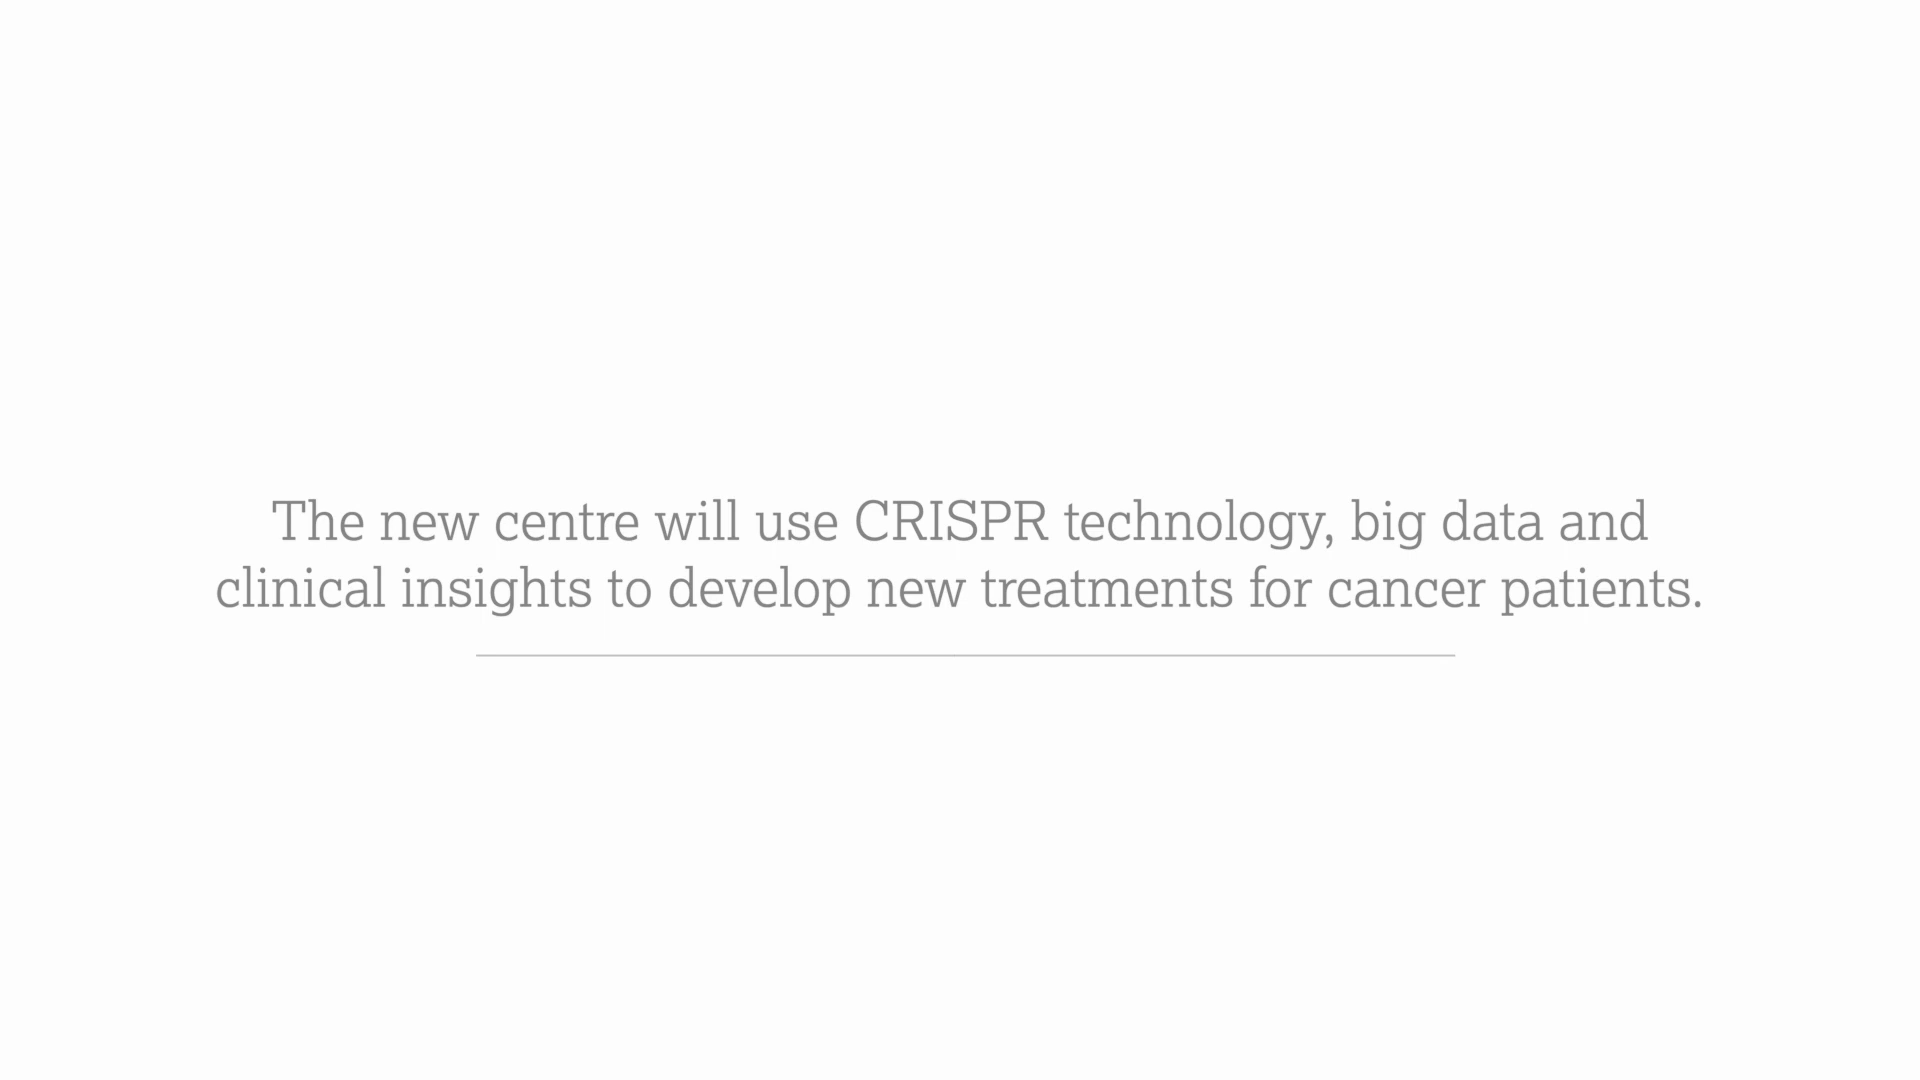 The new centre will use CRISPR technology, big data and
clinical insights to develop new treatments for cancer patients.